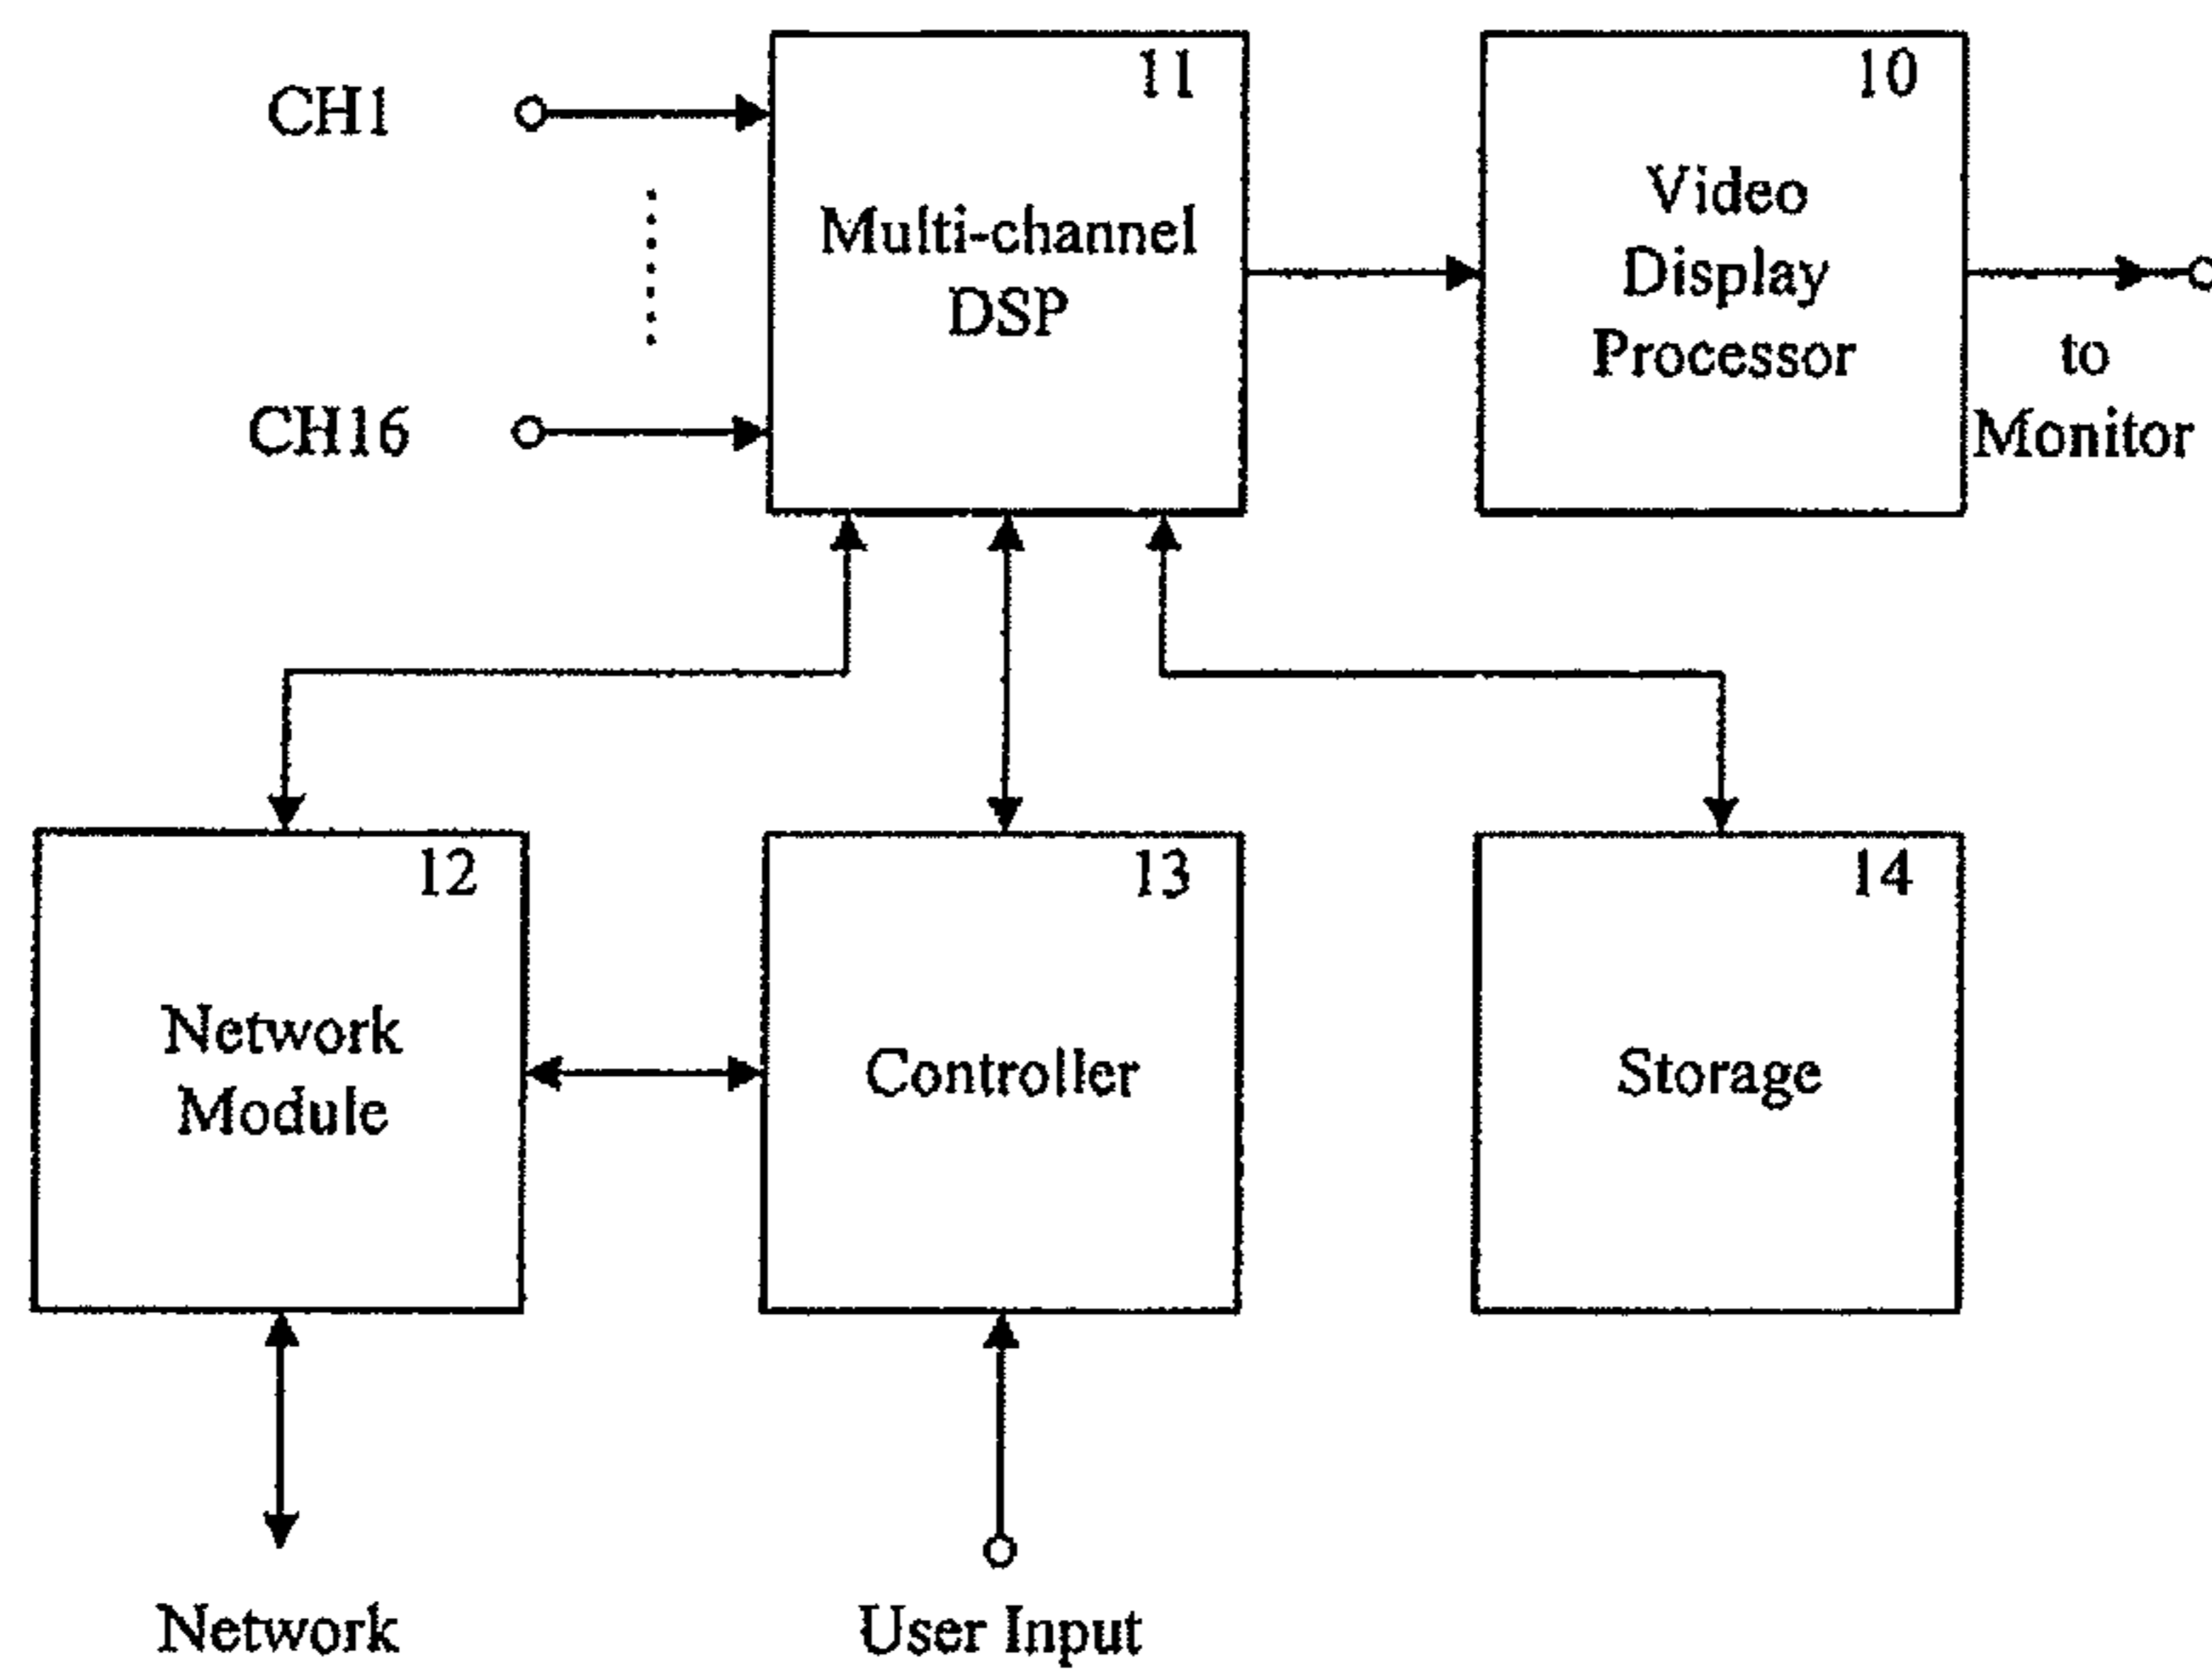 CH1
CH16
11
Multi-channel
DSP
10
Video
Display
Processor
to
Monitor
12
Network
Module
13
Controller
14
Storage
Network
User Input